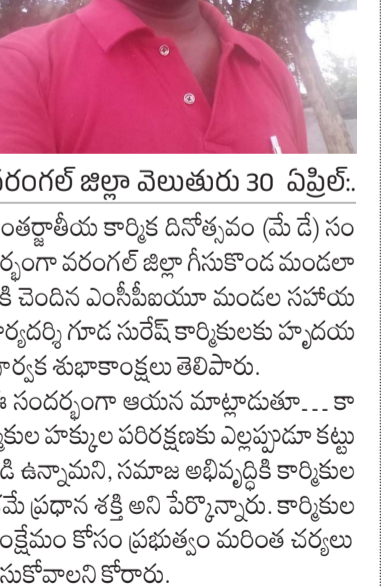 వరంగల్ జిల్లా వెలుతురు 30 ఏప్రిల్:.
ంతర్జాతీయ కార్మిక దినోత్సవం (మే డే) సం
ర్భంగా వరంగల్ జిల్లా గీసుకొండ మండలా
కి చెందిన ఎంసీపీఐయూ మండల సహాయ
ార్యదర్శి గూడ సురేష్ కార్మికులకు హృదయ
ూర్వక శుభాకాంక్షలు తెలిపారు.
ఈ సందర్భంగా ఆయన మాట్లాడుతూ... కా
ర్మికుల హక్కుల పరిరక్షణకు ఎల్లప్పుడూ కట్టు
డి ఉన్నామని, సమాజ అభివృద్ధికి కార్మికుల
మే ప్రధాన శక్తి అని పేర్కొన్నారు. కార్మికుల
ంక్షేమం కోసం ప్రభుత్వం మరింత చర్యలు
సుకోవాలని కోరారు.